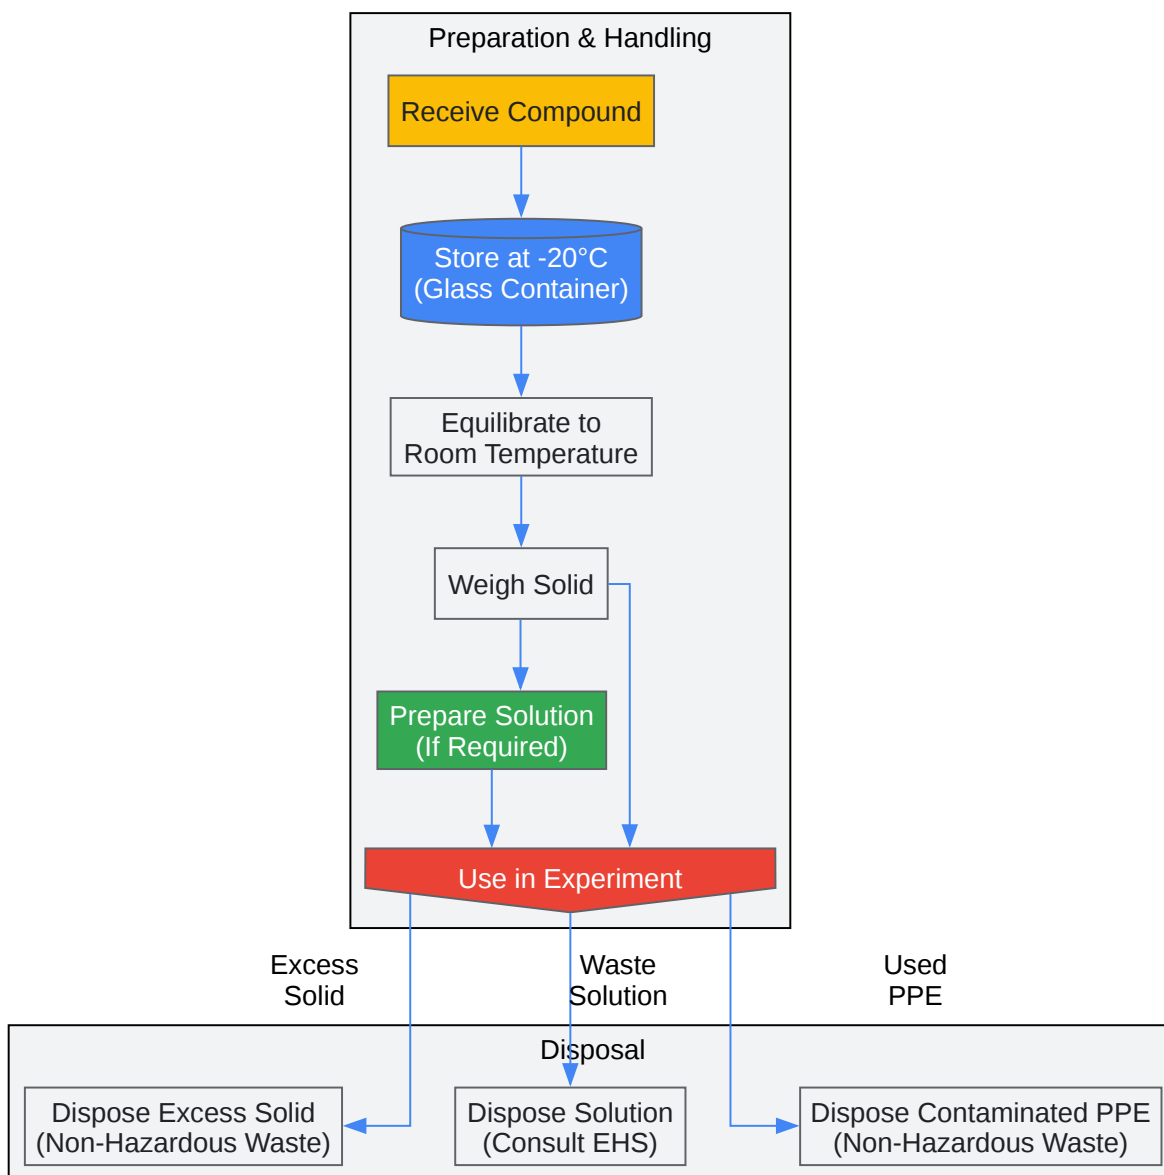 Preparation & Handling
Receive Compound
Store at -20°C
(Glass Container)
Equilibrate to
Room Temperature
Weigh Solid
Prepare Solution
(If Required)
Use in Experiment
Excess
Solid
Waste
Solution
Used
PPE
Disposal
Dispose Excess Solid
(Non-Hazardous Waste)
Dispose Solution
(Consult EHS)
Dispose Contaminated PPE
(Non-Hazardous Waste)